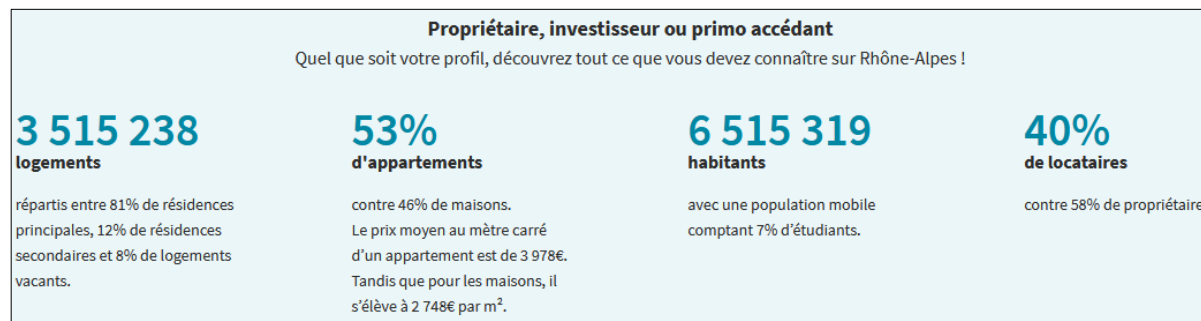 Propriétaire, investisseur ou primo accédant
Quel que soit votre profil, découvrez tout ce que vous devez connaître sur Rhône-Alpes !
3 515 238
logements
répartis entre 81% de résidences
principales, 12% de résidences
secondaires et 8% de logements
vacants.
53%
d'appartements
contre 46% de maisons.
Le prix moyen au mètre carré
d’un appartement est de 3 978€.
Tandis que pour les maisons, il
s’élève à 2 748€ par m².
6 515 319
habitants
avec une population mobile
comptant 7% d’étudiants.
40%
de locataires
contre 58% de propriétaire